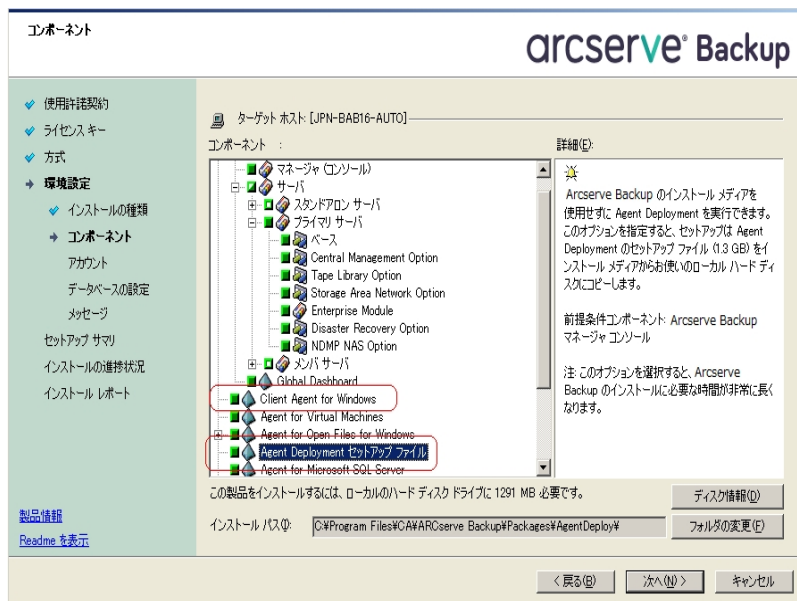 コンポーネント
arcserve® Backup
使用許諾契約
ライセンス キー
方式
環境設定
インストールの種類
コンポーネント
アカウント
データベースの設定
メッセージ
セットアップ サマリ
インストールの進捗状況
インストール レポート
製品情報
Readme を表示
ターゲット ホスト: [JPN-BAB16-AUTO]
コンポーネント :
マネージャ (コンソール)
サーバ
スタンドアロン サーバ
プライマリ サーバ
ベース
Central Management Option
Tape Library Option
Storage Area Network Option
Enterprise Module
Disaster Recovery Option
NDMP NAS Option
メンバ サーバ
Global Dashboard
Client Agent for Windows
Agent for Virtual Machines
Agent for Open Files for Windows
Agent Deployment セットアップ ファイル
Agent for Microsoft SQL Server
詳細(E):
Arcserve Backup のインストール メディアを
使用せずに Agent Deployment を実行できます。
このオプションを指定すると、セットアップは Agent
Deployment のセットアップ ファイル (1.3 GB) をイ
ンストール メディアからお使いのローカル ハード ディ
スクにコピーします。
前提条件コンポーネント: Arcserve Backup
マネージャ コンソール
注: このオプションを選択すると、Arcserve
Backup のインストールに必要な時間が非常に長く
なります。
この製品をインストールするには、ローカルのハード ディスク ドライブに 1291 MB 必要です。
ディスク情報(D)
インストール パス(I): C:¥Program Files¥CA¥ARCserve Backup¥Packages¥AgentDeploy¥
フォルダの変更(F)
< 戻る(B)
次へ(N) >
キャンセル